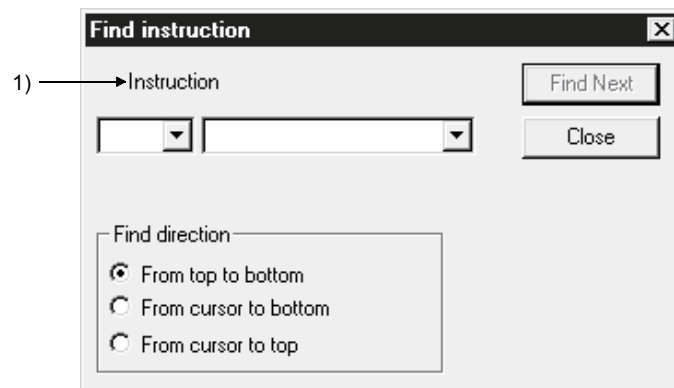 Find instruction
1) Instruction
Find Next
Close
Find direction
From top to bottom
From cursor to bottom
From cursor to top